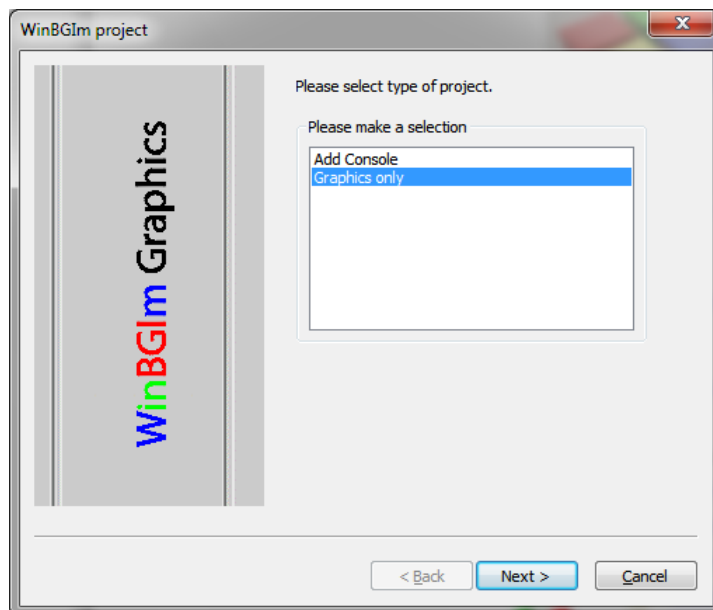 WinBGIm project
WinBGIm Graphics
Please select type of project.
Please make a selection
Add Console
Graphics only
< Back
Next >
Cancel